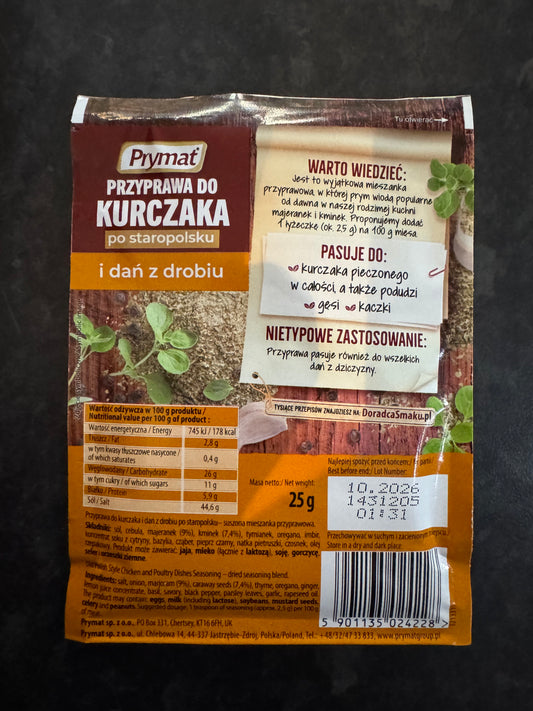 Tu otwierać
Prymat
PRZYPRAWA DO
KURCZAKA
po staropolsku
i dań z drobiu
WARTO WIEDZIEĆ:
Jest to wyjątkowa mieszanka
przyprawowa, w której prym wiodą popularne
od dawna w naszej rodzimej kuchni
majeranek i kminek. Proponujemy dodać
1 łyżeczkę (ok. 2,5 g) na 100 g mięsa.
PASUJE DO:
kurczaka pieczonego
w całości, a także podudzi
gęsi kaczki
NIETYPOWE ZASTOSOWANIE:
Przyprawa pasuje również do wszelkich
dań z dziczyzny.
TYSIĄCE PRZEPISÓW ZNAJDZIESZ NA: DoradcaSmaku.pl
Wartość odżywcza w 100 g produktu /
Nutritional value per 100 g of product :
Wartość energetyczna / Energy 745 kJ / 178 kcal
Tłuszcz / Fat 2,8 g
w tym kwasy tłuszczowe nasycone /
of which saturates 0,4 g
Węglowodany / Carbohydrate 26 g
w tym cukry / of which sugars 11 g
Białko / Protein 5,9 g
Sól / Salt 44,6 g
Masa netto: / Net weight:
25 g
Najlepiej spożyć przed końcem: / Nr partii:
Best before end: / Lot Number:
10.2026
1431205
01:31
Przechowywać w suchym i zacienionym miejscu.
Store in a dry and dark place
Przyprawa do kurczaka i dań z drobiu po staropolsku – suszona mieszanka przyprawowa.
Składniki: sól, cebula, majeranek (9%), kminek (7,4%), tymianek, oregano, imbir,
koncentrat soku z cytryny, bazylia, cząber, pieprz czarny, natka pietruszki, czosnek, olej
rzepakowy. Produkt może zawierać: jaja, mleko (łącznie z laktozą), soję, gorczycę,
seler i orzeszki ziemne.
Old Polish Style Chicken and Poultry Dishes Seasoning – dried seasoning blend.
Ingredients: salt, onion, marjoram (9%), caraway seeds (7,4%), thyme, oregano, ginger,
lemon juice concentrate, basil, savory, black pepper, parsley leaves, garlic, rapeseed oil.
The product may contain: eggs, milk (including lactose), soybeans, mustard seeds,
celery and peanuts. Suggested dosage: 1 teaspoon of seasoning (approx. 2,5 g) per 100 g
of meat.
Prymat sp. z o.o., PO Box 331, Chertsey, KT16 6FH, UK
Prymat sp. z o.o., ul. Chlebowa 14, 44-337 Jastrzębie-Zdrój, Polska/Poland, Tel.: +48/32/47 33 833, www.prymatgroup.pl
5 901135 024228 >